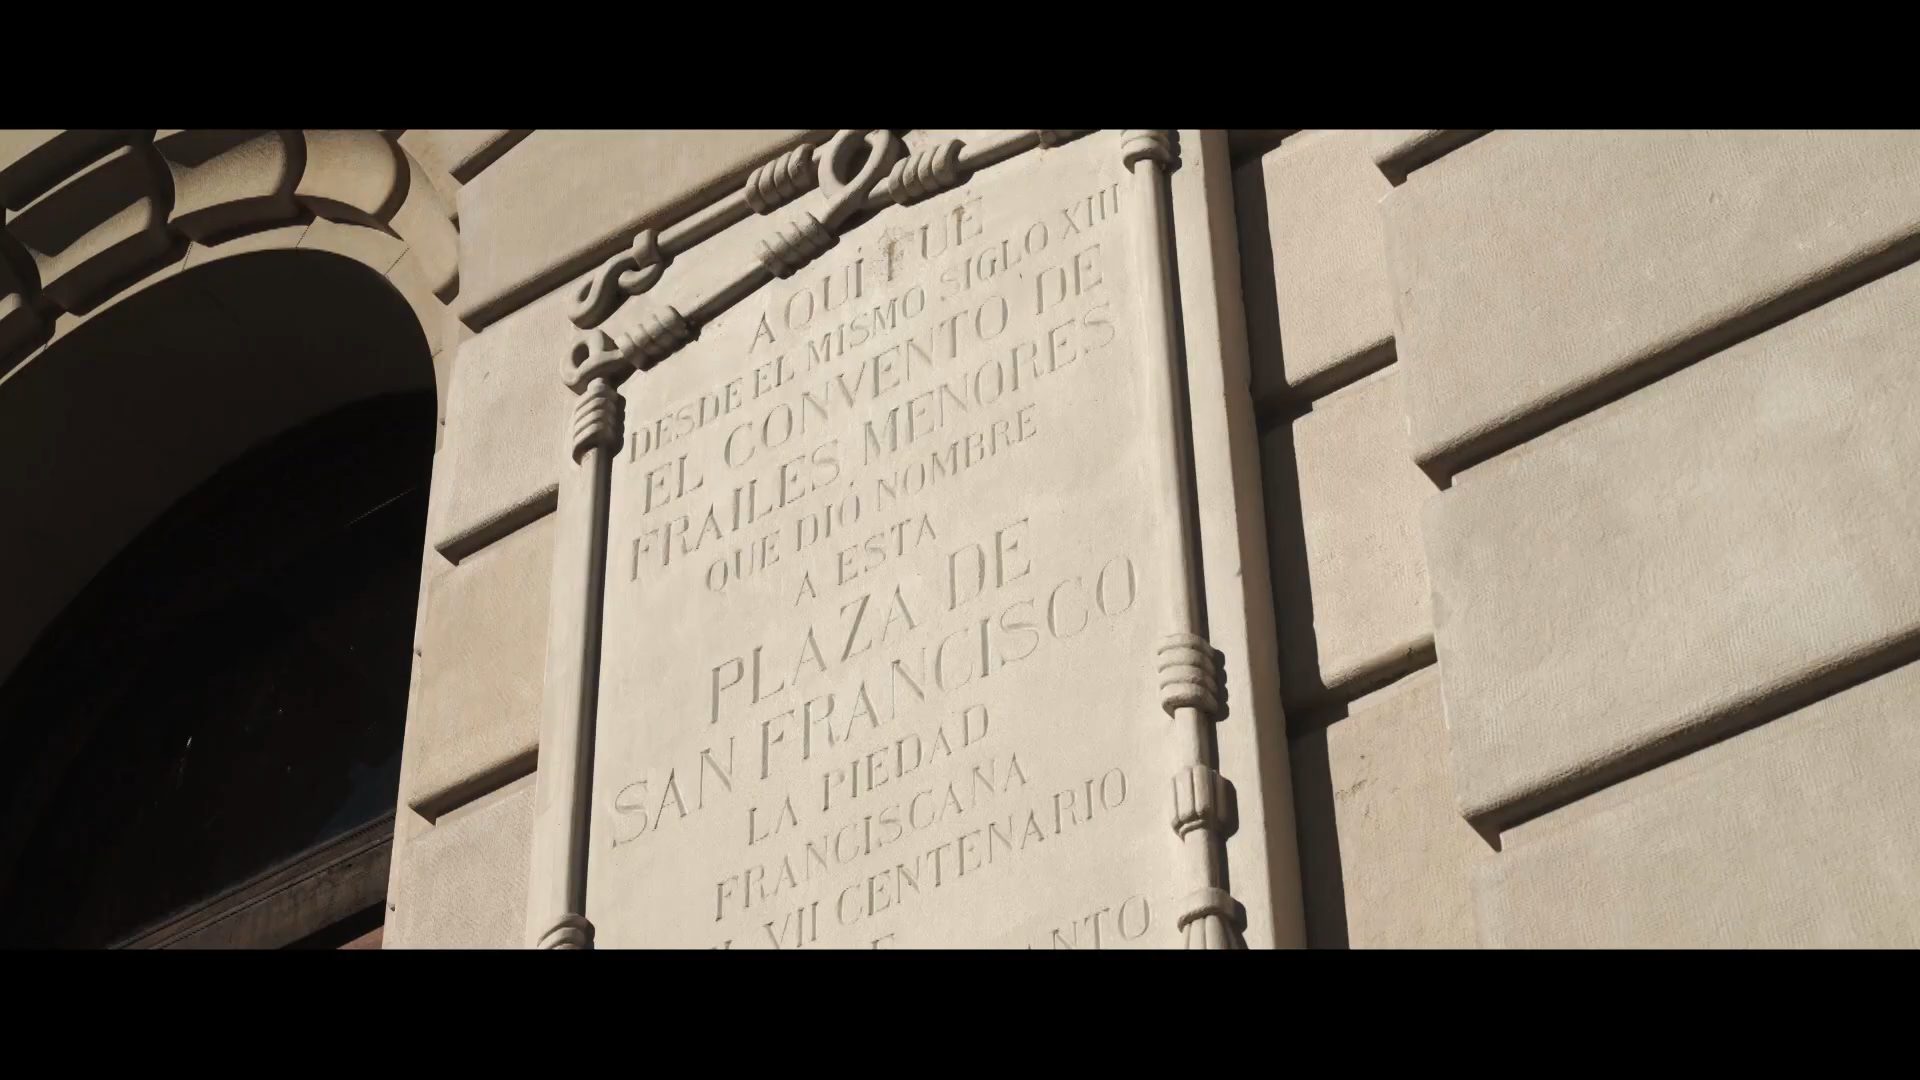 AQUÍ FUÉ
DESDE EL MISMO SIGLO XIII
EL CONVENTO DE
FRAILES MENORES
QUE DIÓ NOMBRE
A ESTA
PLAZA DE
SAN FRANCISCO
LA PIEDAD
FRANCISCANA
VII CENTENARIO